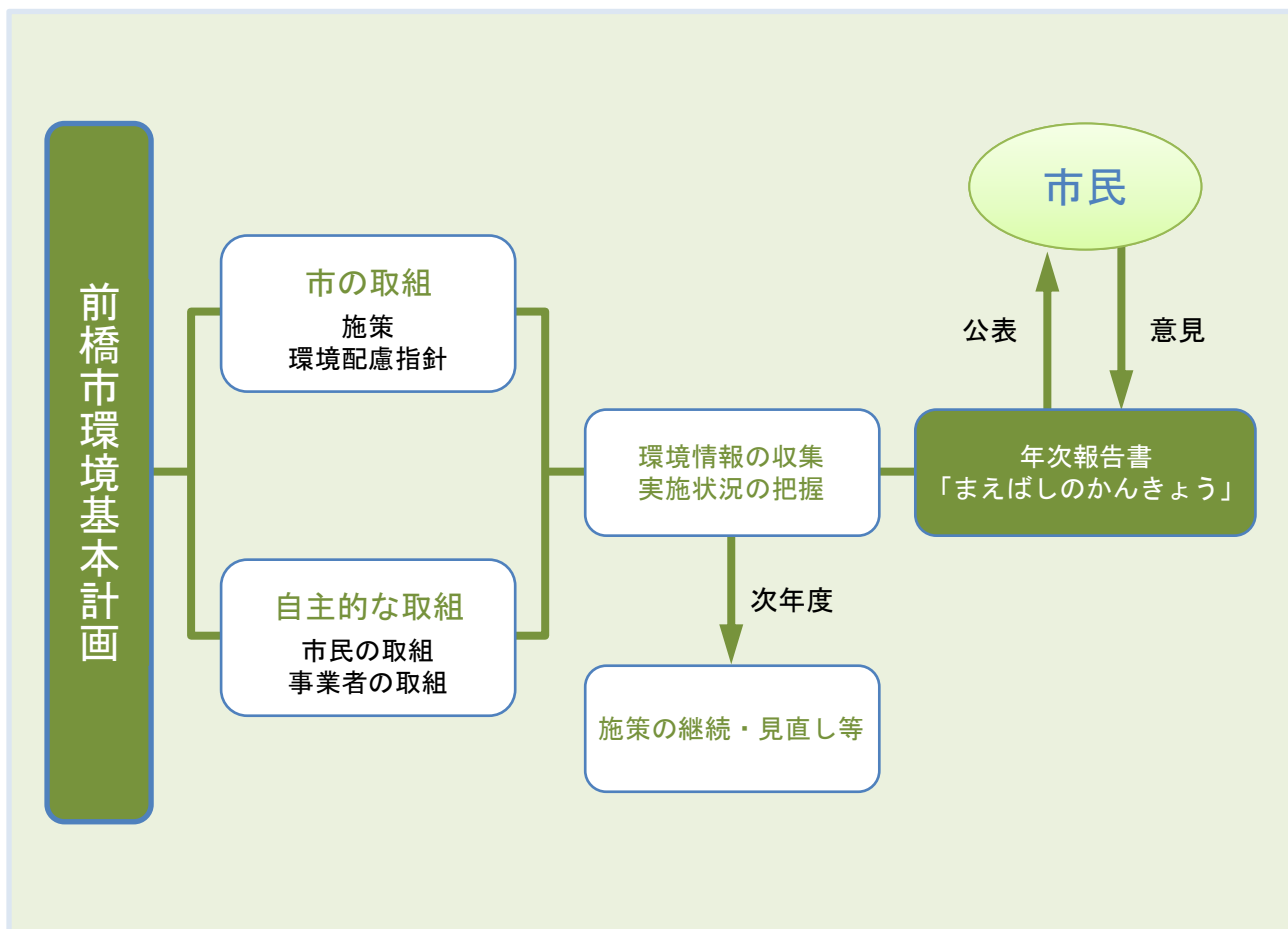 前橋市環境基本計画
市の取組
施策
環境配慮指針
自主的な取組
市民の取組
事業者の取組
環境情報の収集
実施状況の把握
次年度
施策の継続・見直し等
市民
公表
意見
年次報告書
「まえばしのかんきょう」